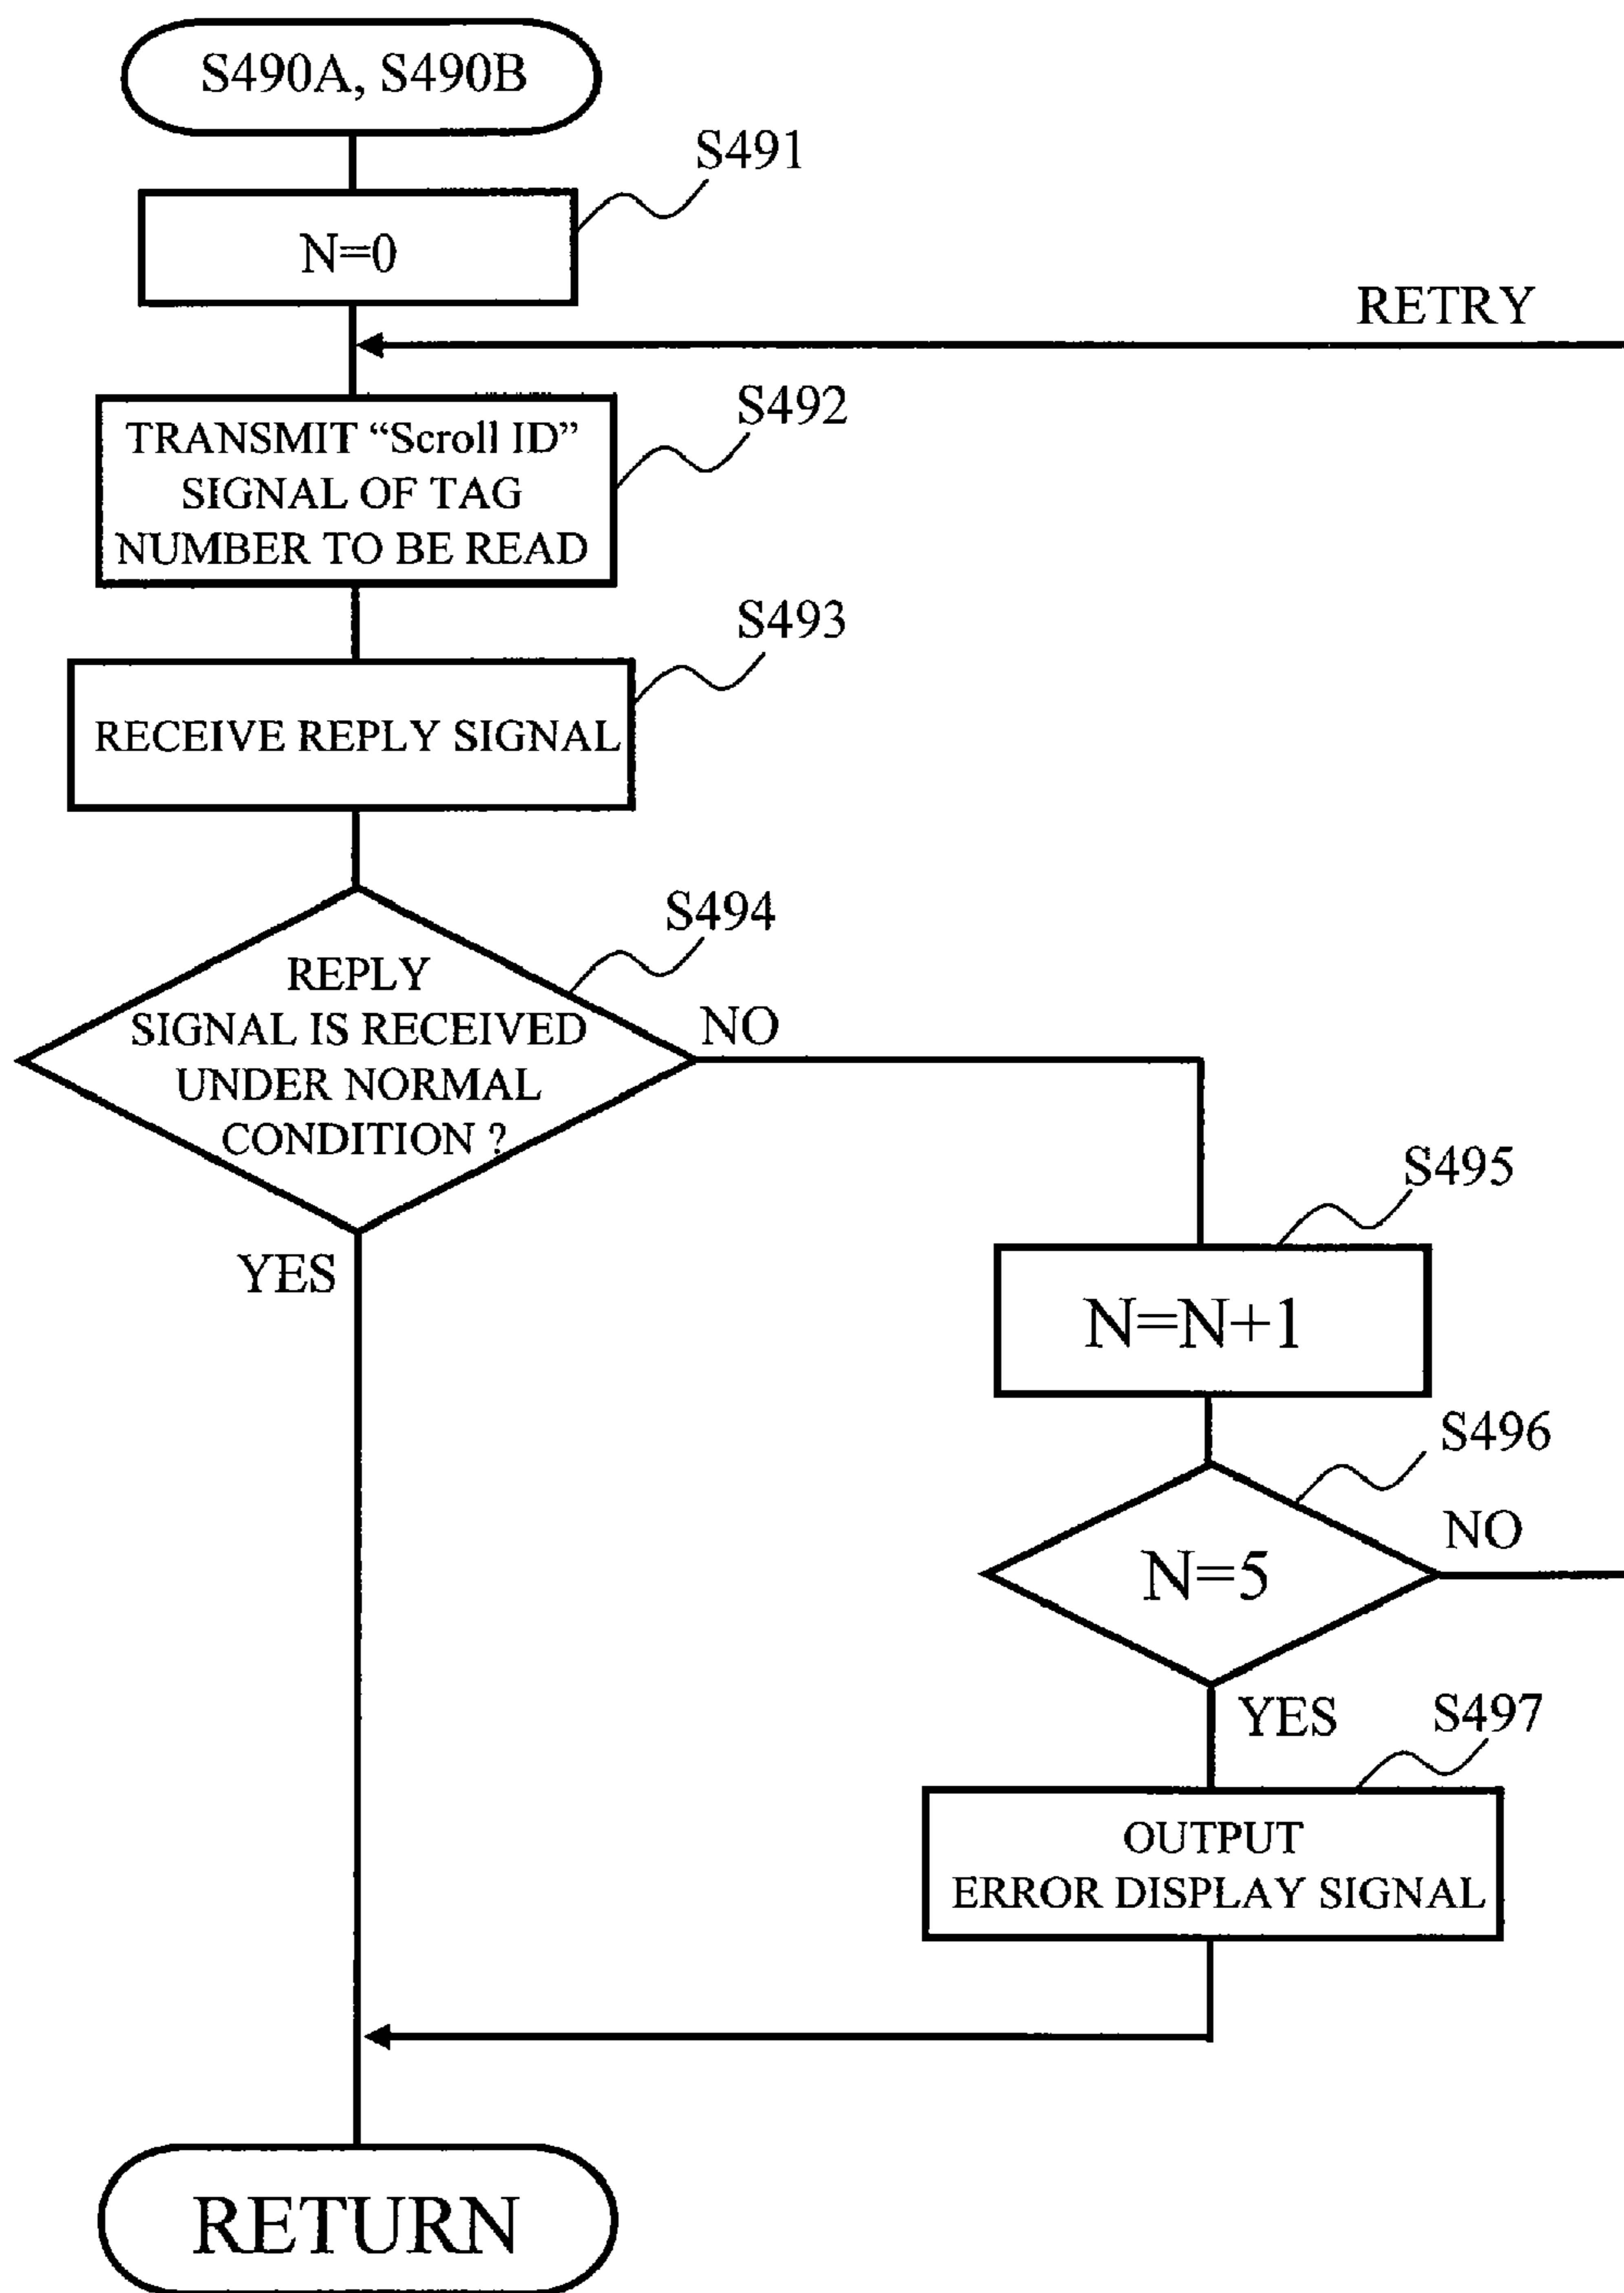 S490A, S490B
S491
N=0
RETRY
S492
TRANSMIT “Scroll ID”
SIGNAL OF TAG
NUMBER TO BE READ
S493
RECEIVE REPLY SIGNAL
S494
REPLY
SIGNAL IS RECEIVED
UNDER NORMAL
CONDITION ?
NO
YES
S495
N=N+1
S496
N=5
NO
YES
S497
OUTPUT
ERROR DISPLAY SIGNAL
RETURN